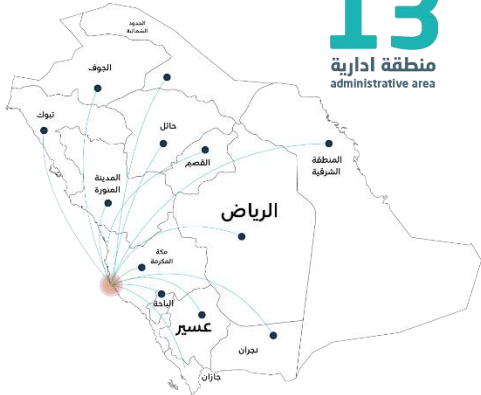 13
منطقة ادارية
administrative area
الحدود
الشمالية
الجوف
تبوك
حائل
القصم
المنطقة
الشرقية
المدينة
المنورة
الرياض
مكة
المكرمة
الباحة
عسير
نجران
جازان